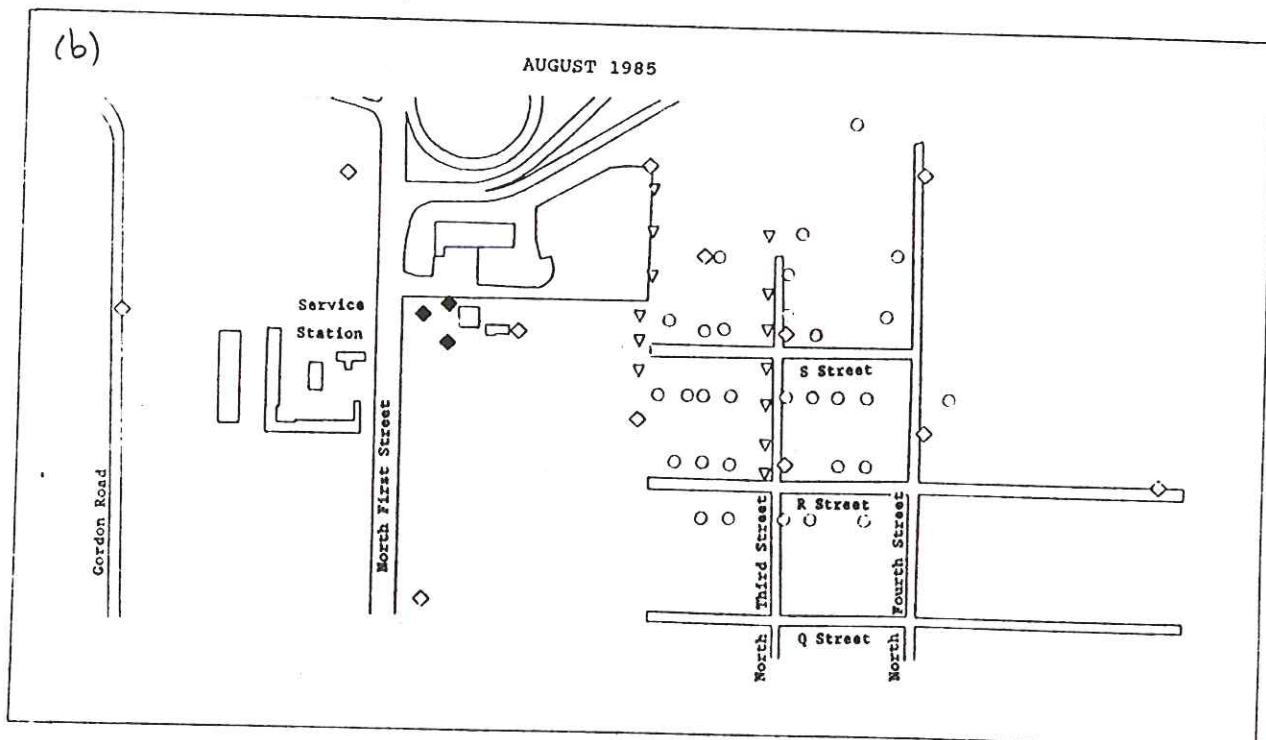 (b)
AUGUST 1985
Service
Station
S Street
R Street
Q Street
Gordon Road
North First Street
North Third Street
North Fourth Street